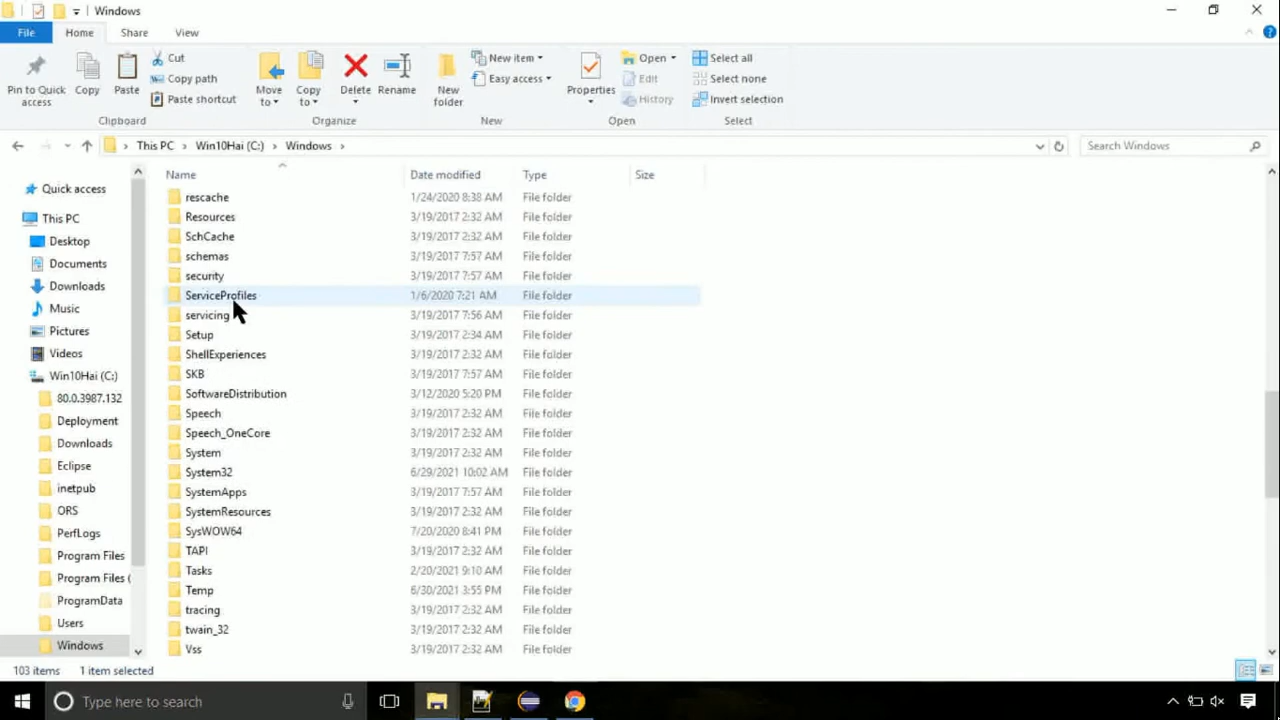 Windows
File Home Share View
Pin to Quick access
Copy
Paste
Cut
Copy path
Paste shortcut
Clipboard
Move to
Copy to
Delete
Rename
Organize
New folder
New item
Easy access
New
Properties
Open
Edit
History
Open
Select all
Select none
Invert selection
Select
This PC > Win10Hai (C:) > Windows >
Search Windows
Quick access
This PC
Desktop
Documents
Downloads
Music
Pictures
Videos
Win10Hai (C:)
80.0.3987.132
Deployment
Downloads
Eclipse
inetpub
ORS
PerfLogs
Program Files
Program Files (
ProgramData
Users
Windows
Name Date modified Type Size
rescache 1/24/2020 8:38 AM File folder
Resources 3/19/2017 2:32 AM File folder
SchCache 3/19/2017 2:32 AM File folder
schemas 3/19/2017 7:57 AM File folder
security 3/19/2017 7:57 AM File folder
ServiceProfiles 1/6/2020 7:21 AM File folder
servicing 3/19/2017 7:56 AM File folder
Setup 3/19/2017 2:34 AM File folder
ShellExperiences 3/19/2017 2:32 AM File folder
SKB 3/19/2017 7:57 AM File folder
SoftwareDistribution 3/12/2020 5:20 PM File folder
Speech 3/19/2017 2:32 AM File folder
Speech_OneCore 3/19/2017 2:32 AM File folder
System 3/19/2017 2:32 AM File folder
System32 6/29/2021 10:02 AM File folder
SystemApps 3/19/2017 7:57 AM File folder
SystemResources 3/19/2017 2:32 AM File folder
SysWOW64 7/20/2020 8:41 PM File folder
TAPI 3/19/2017 2:32 AM File folder
Tasks 2/20/2021 9:10 AM File folder
Temp 6/30/2021 3:55 PM File folder
tracing 3/19/2017 2:32 AM File folder
twain_32 3/19/2017 2:32 AM File folder
Vss 3/19/2017 2:32 AM File folder
103 items 1 item selected
Type here to search